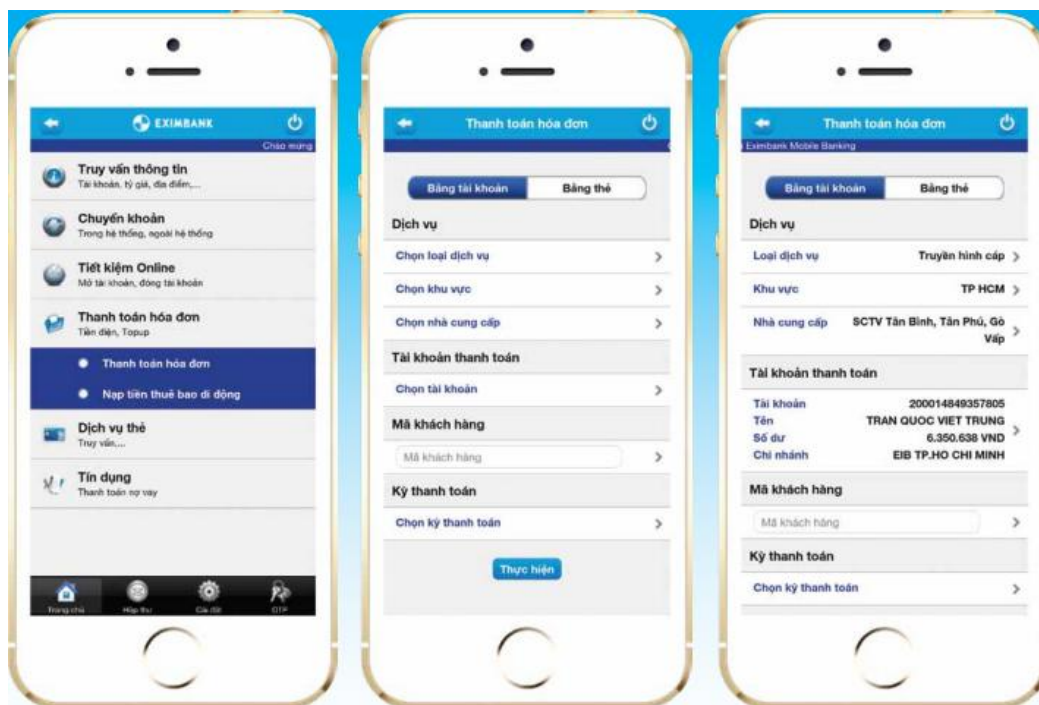 EXIMBANK
Chào mừng
Truy vấn thông tin
Tài khoản, tỷ giá, địa điểm,...
Chuyển khoản
Trong hệ thống, ngoài hệ thống
Tiết kiệm Online
Mở tài khoản, đóng tài khoản
Thanh toán hóa đơn
Tiền điện, Topup
Thanh toán hóa đơn
Nạp tiền thuê bao di động
Dịch vụ thẻ
Truy vấn,...
Tín dụng
Thanh toán nợ vay
Trang chủ
Hộp thư
Cài đặt
OTP
Thanh toán hóa đơn
Bằng tài khoản
Bằng thẻ
Dịch vụ
Chọn loại dịch vụ
Chọn khu vực
Chọn nhà cung cấp
Tài khoản thanh toán
Chọn tài khoản
Mã khách hàng
Mã khách hàng
Kỳ thanh toán
Chọn kỳ thanh toán
Thực hiện
Thanh toán hóa đơn
Eximbank Mobile Banking
Bằng tài khoản
Bằng thẻ
Dịch vụ
Loại dịch vụ Truyền hình cáp
Khu vực TP HCM
Nhà cung cấp SCTV Tân Bình, Tân Phú, Gò
Vấp
Tài khoản thanh toán
Tài khoản 200014849357805
Tên TRAN QUOC VIET TRUNG
Số dư 6.350.638 VND
Chi nhánh EIB TP.HO CHI MINH
Mã khách hàng
Mã khách hàng
Kỳ thanh toán
Chọn kỳ thanh toán